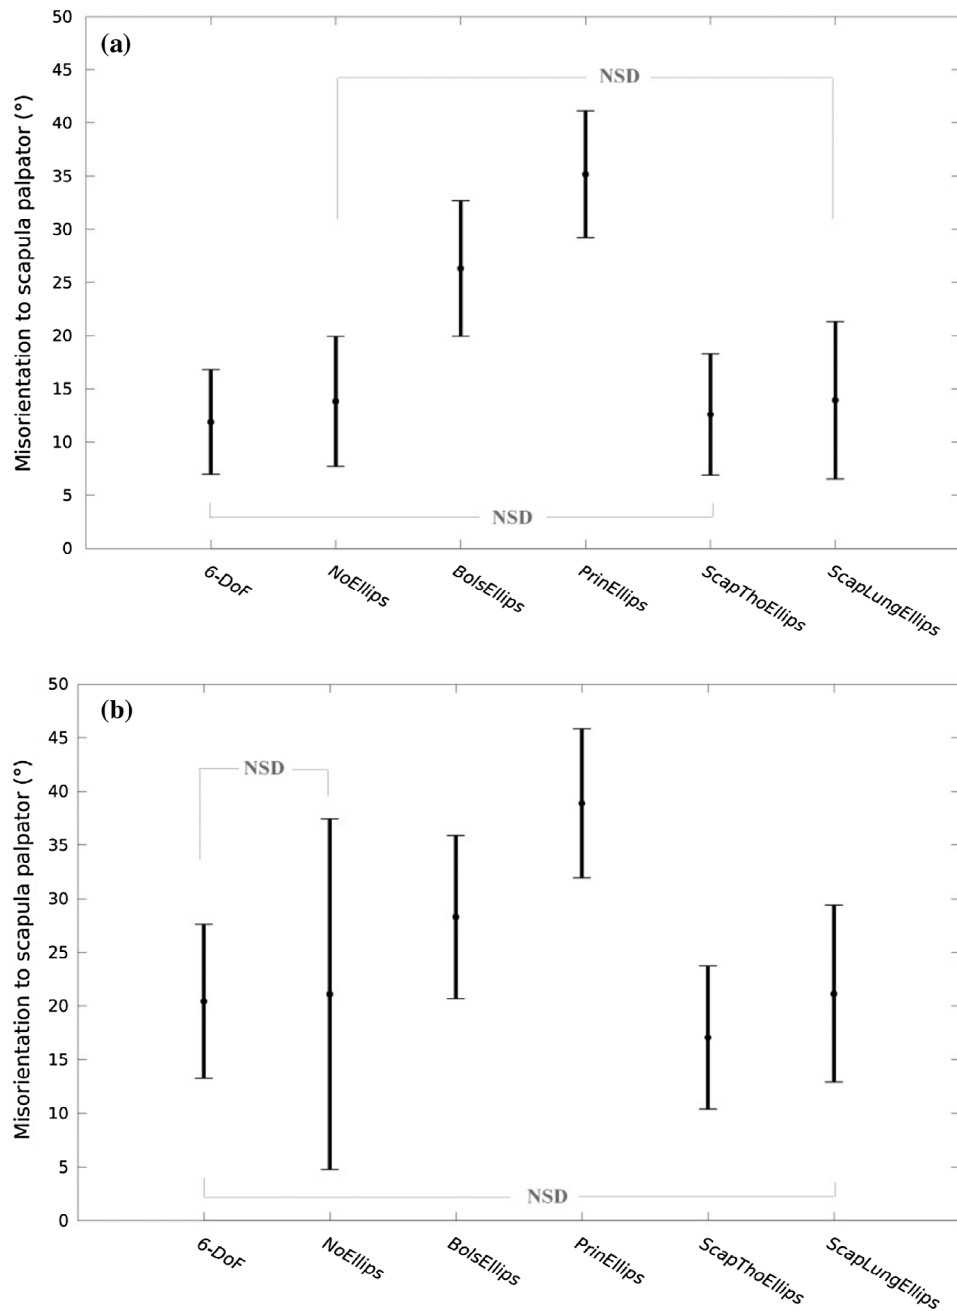 (a)
Misorientation to scapula palpator (°)
50
45
40
35
30
25
20
15
10
5
0
NSD
NSD
6-DoF
NoEllips
BolsEllips
PrinEllips
ScapThoEllips
ScapLungEllips
(b)
Misorientation to scapula palpator (°)
50
45
40
35
30
25
20
15
10
5
0
NSD
NSD
6-DoF
NoEllips
BolsEllips
PrinEllips
ScapThoEllips
ScapLungEllips